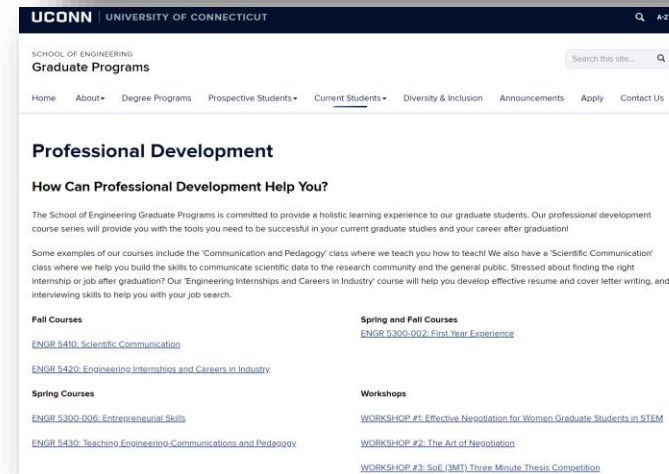 UCONN | UNIVERSITY OF CONNECTICUT
A-Z
SCHOOL OF ENGINEERING
Graduate Programs
Search this site...
Home About Degree Programs Prospective Students Current Students Diversity & Inclusion Announcements Apply Contact Us
Professional Development
How Can Professional Development Help You?
The School of Engineering Graduate Programs is committed to provide a holistic learning experience to our graduate students. Our professional development
course series will provide you with the tools you need to be successful in your current graduate studies and your career after graduation!
Some examples of our courses include the 'Communication and Pedagogy' class where we teach you how to teach! We also have a 'Scientific Communication'
class where we help you build the skills to communicate scientific data to the research community and the general public. Stressed about finding the right
internship or job after graduation? Our 'Engineering Internships and Careers in Industry' course will help you develop effective resume and cover letter writing, and
interviewing skills to help you with your job search.
Fall Courses
ENGR 5410: Scientific Communication
ENGR 5420: Engineering Internships and Careers in Industry
Spring Courses
ENGR 5300-006: Entrepreneurial Skills
ENGR 5430: Teaching Engineering-Communications and Pedagogy
Spring and Fall Courses
ENGR 5300-002: First Year Experience
Workshops
WORKSHOP #1: Effective Negotiation for Women Graduate Students in STEM
WORKSHOP #2: The Art of Negotiation
WORKSHOP #3: SoE (3MT) Three Minute Thesis Competition